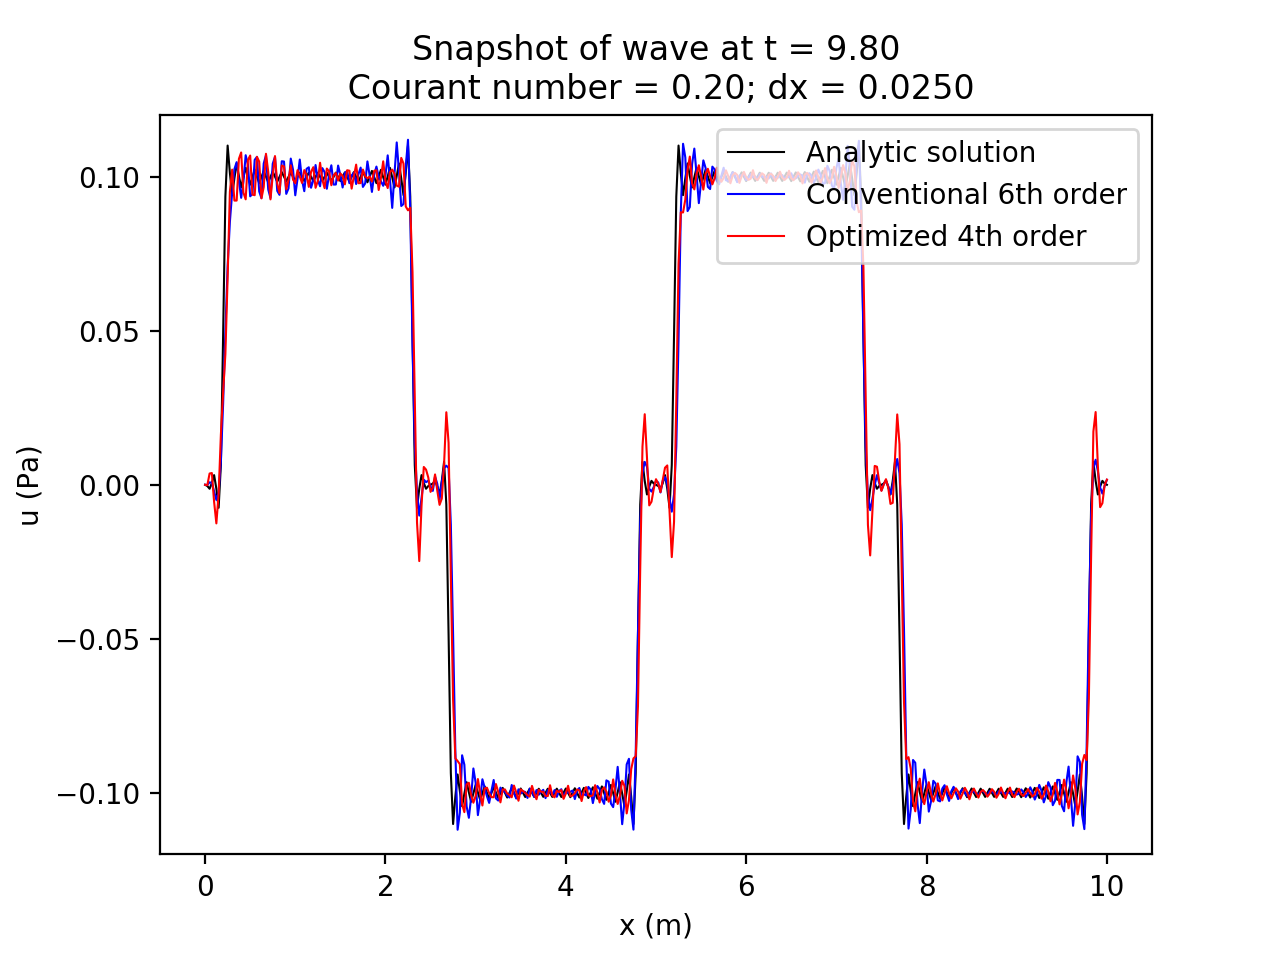 Snapshot of wave at t = 9.80
Courant number = 0.20; dx = 0.0250
Analytic solution
Conventional 6th order
Optimized 4th order
0.10
0.05
0.00
−0.05
−0.10
u (Pa)
0 2 4 6 8 10
x (m)